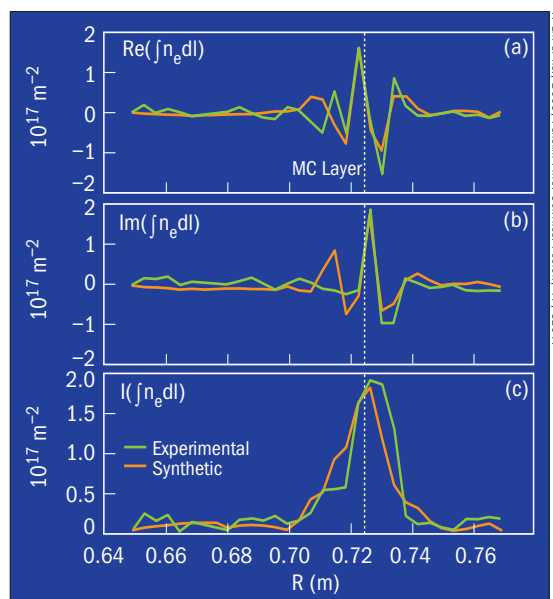 Re(∫nₑdl)
(a)
2
1
0
−1
−2
10¹⁷ m⁻²
MC Layer
Im(∫nₑdl)
(b)
2
1
0
−1
−2
10¹⁷ m⁻²
I(∫nₑdl)
(c)
2.0
1.5
1.0
0.5
0
10¹⁷ m⁻²
Experimental
Synthetic
0.64 0.66 0.68 0.70 0.72 0.74 0.76
R (m)